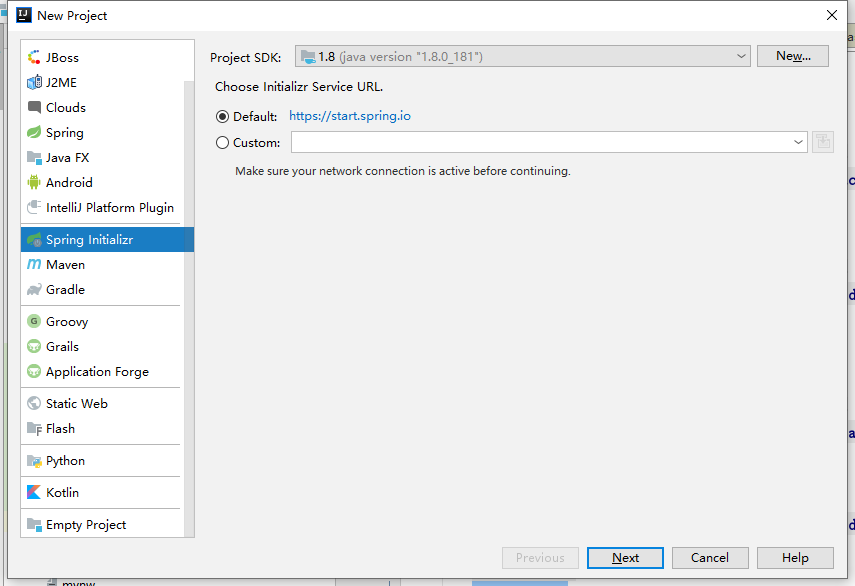 New Project
JBoss
J2ME
Clouds
Spring
Java FX
Android
IntelliJ Platform Plugin
Spring Initializr
Maven
Gradle
Groovy
Grails
Application Forge
Static Web
Flash
Python
Kotlin
Empty Project
Project SDK: 1.8 (java version "1.8.0_181") New...
Choose Initializr Service URL.
Default: https://start.spring.io
Custom:
Make sure your network connection is active before continuing.
Previous Next Cancel Help